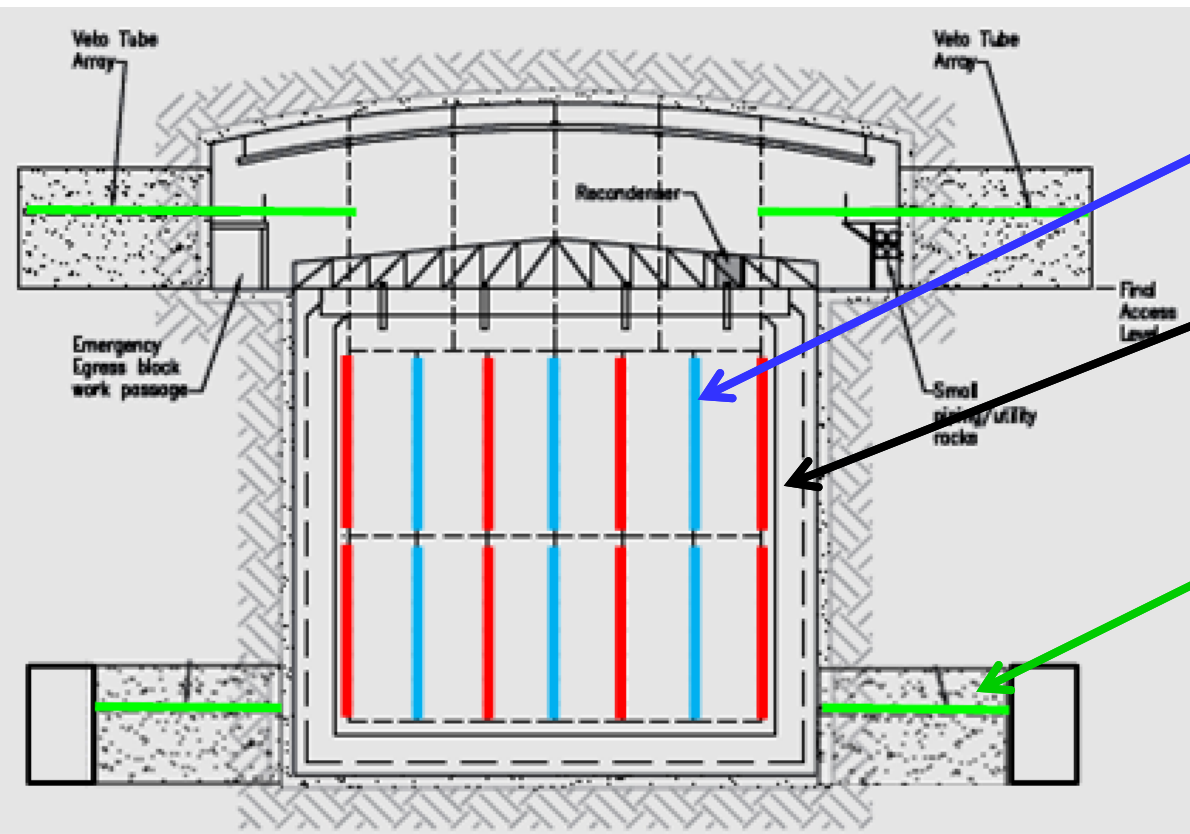 Veto Tube
Array
Veto Tube
Array
Recondenser
Final
Access
Level
Emergency
Egress block
work passage
Small
piping/utility
racks